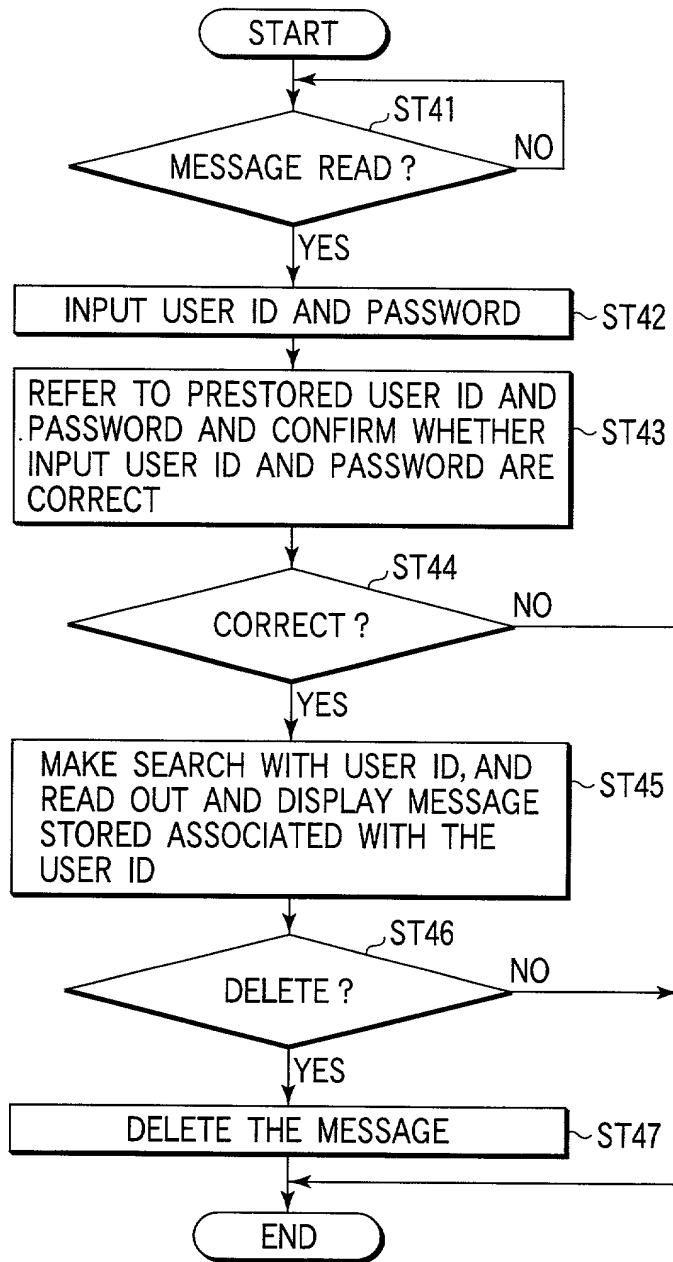 START
ST41
MESSAGE READ?
NO
YES
INPUT USER ID AND PASSWORD
ST42
REFER TO PRESTORED USER ID AND
PASSWORD AND CONFIRM WHETHER
INPUT USER ID AND PASSWORD ARE
CORRECT
ST43
ST44
CORRECT?
NO
YES
MAKE SEARCH WITH USER ID, AND
READ OUT AND DISPLAY MESSAGE
STORED ASSOCIATED WITH THE
USER ID
ST45
ST46
DELETE?
NO
YES
DELETE THE MESSAGE
ST47
END